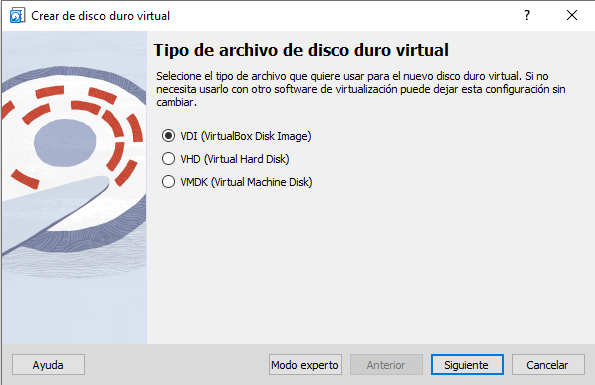 Crear de disco duro virtual
Tipo de archivo de disco duro virtual
Selecione el tipo de archivo que quiere usar para el nuevo disco duro virtual. Si no
necesita usarlo con otro software de virtualización puede dejar esta configuración sin
cambiar.
VDI (VirtualBox Disk Image)
VHD (Virtual Hard Disk)
VMDK (Virtual Machine Disk)
Ayuda Modo experto Anterior Siguiente Cancelar